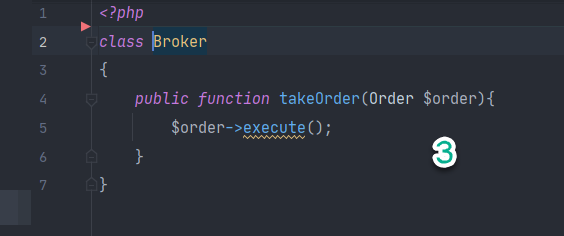 1 <?php
2 class Broker
3 {
4 public function takeOrder(Order $order){
5 $order->execute();
6 }
7 }
3